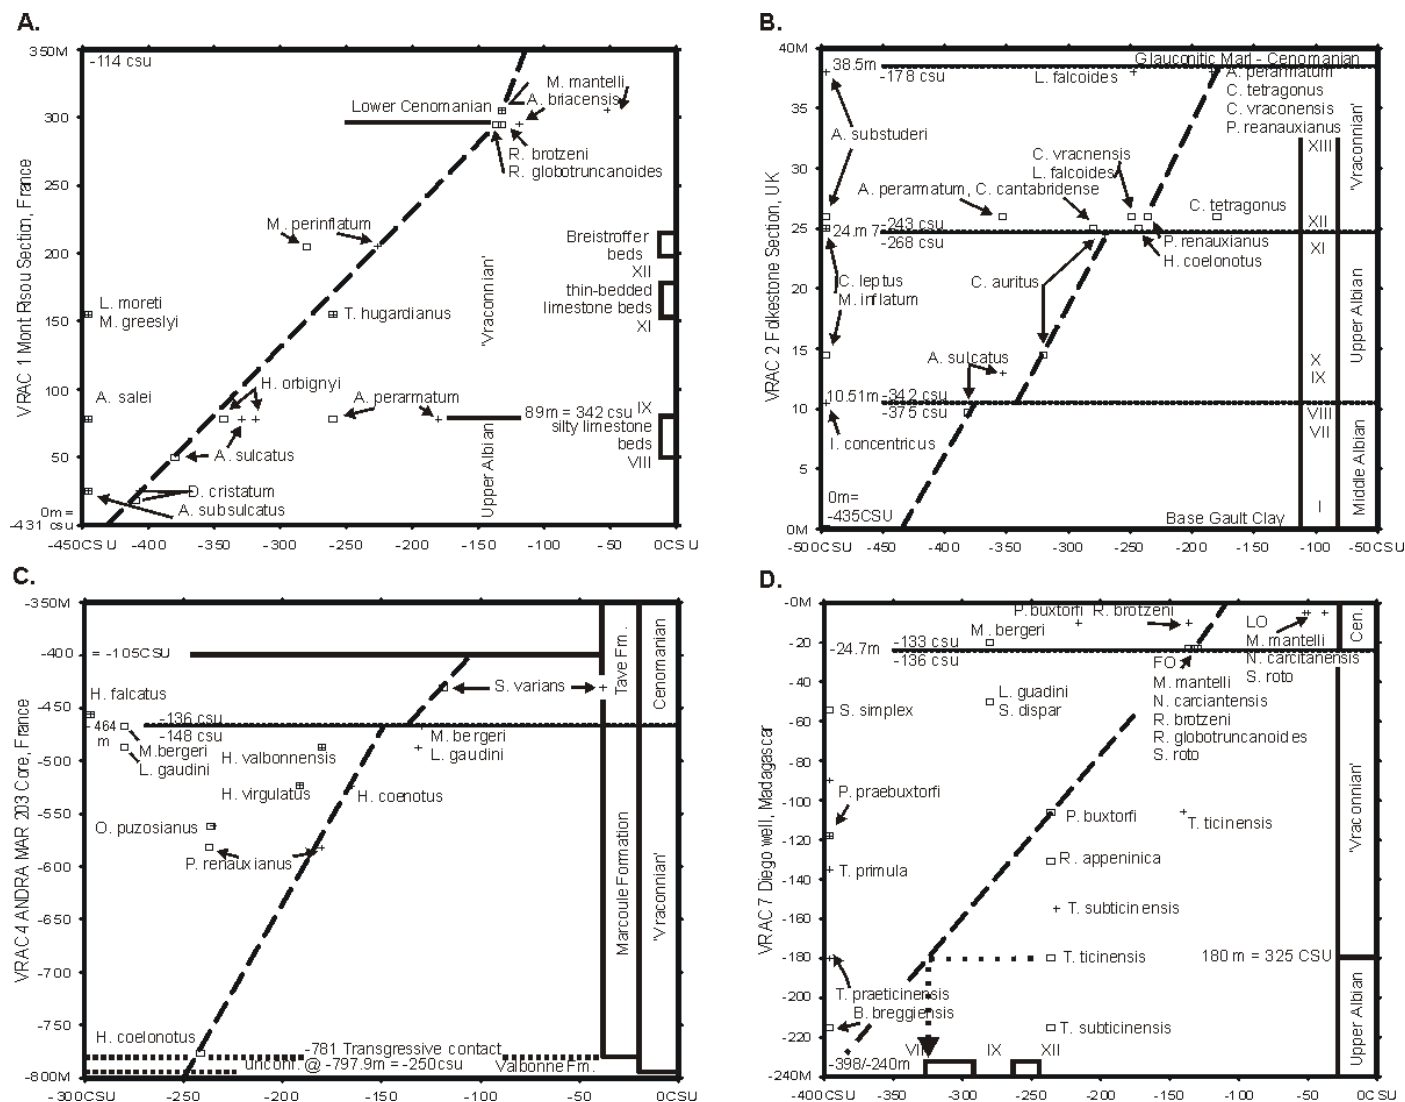 A.
350M
-114 csu
M. mantelli
A. briacensis
Lower Cenomanian
300
R. brotzeni
R. globotruncanoides
250
M. perinflatum
Breistroffer
beds
200
XII
L. moreti
M. greeslyi
T. hugardianus
thin-bedded
limestone beds
XI
150
'Vraconnian'
A. salei
H. orbignyi
A. perarmatum
100
89m = 342 csu
IX
silty limestone
beds
VIII
A. sulcatus
50
Upper Albian
D. cristatum
A. subsulcatus
0m =
-431 csu
-450CSU -400 -350 -300 -250 -200 -150 -100 -50 0CSU
VRAC 1 Mont Risou Section, France
B.
40M
Glauconitic Marl - Cenomanian
38.5m
-178 csu
L. falcoides
A. perarmatum
C. tetragonus
C. vraconensis
P. reanauxianus
35
XIII
'Vraconnian'
A. substuderi
C. vracnensis
L. falcoides
30
A. perarmatum, C. cantabridense
C. tetragonus
XII
25
24.m 7
-243 csu
-268 csu
P. renauxianus
H. coelonotus
XI
C. leptus
M. inflatum
C. auritus
20
Upper Albian
15
A. sulcatus
X
IX
10.51m
-342 csu
-375 csu
10
VIII
VII
I. concentricus
5
Middle Albian
0m=
-435CSU
I
Base Gault Clay
0M
-500CSU -450 -400 -350 -300 -250 -200 -150 -100 -50CSU
VRAC 2 Folkestone Section, UK
C.
-350M
-400
= -105CSU
Tave Fm.
Cenomanian
S. varians
-450
H. falcatus
- 464
m
-136 csu
-148 csu
M.bergeri
L. gaudini
H. valbonnensis
M. bergeri
L. gaudini
-500
H. virgulatus
H. coenotus
-550
O. puzosianus
P. renauxianus
-600
Marcoule Formation
'Vraconnian'
-650
-700
-750
H. coelonotus
-781 Transgressive contact
unconf. @ -797.9m = -250csu
Valbonne Fm.
-800M
-300CSU -250 -200 -150 -100 -50 0CSU
VRAC 4 ANDRA MAR 203 Core, France
D.
-0M
P.buxtorfi R. brotzeni
M. bergeri
LO
M. mantelli
N. carcitanensis
S. roto
Cen.
-20
-24.7m
-133 csu
-136 csu
-40
FO
M. mantelli
N. carciantensis
R. brotzeni
R. globotruncanoides
S. roto
L. guadini
S. dispar
S. simplex
-60
-80
P. praebuxtorfi
'Vraconnian'
-100
P. buxtorfi
T. ticinensis
-120
R. appeninica
T. primula
-140
T. subticinensis
-160
T. ticinensis
180 m = 325 CSU
-180
T. praeticinensis
B. breggiensis
-200
T. subticinensis
Upper Albian
-220
VIII IX XII
-398/-240m
-240M
-400CSU -350 -300 -250 -200 -150 -100 -50 0CSU
VRAC 7 Diego well, Madagascar